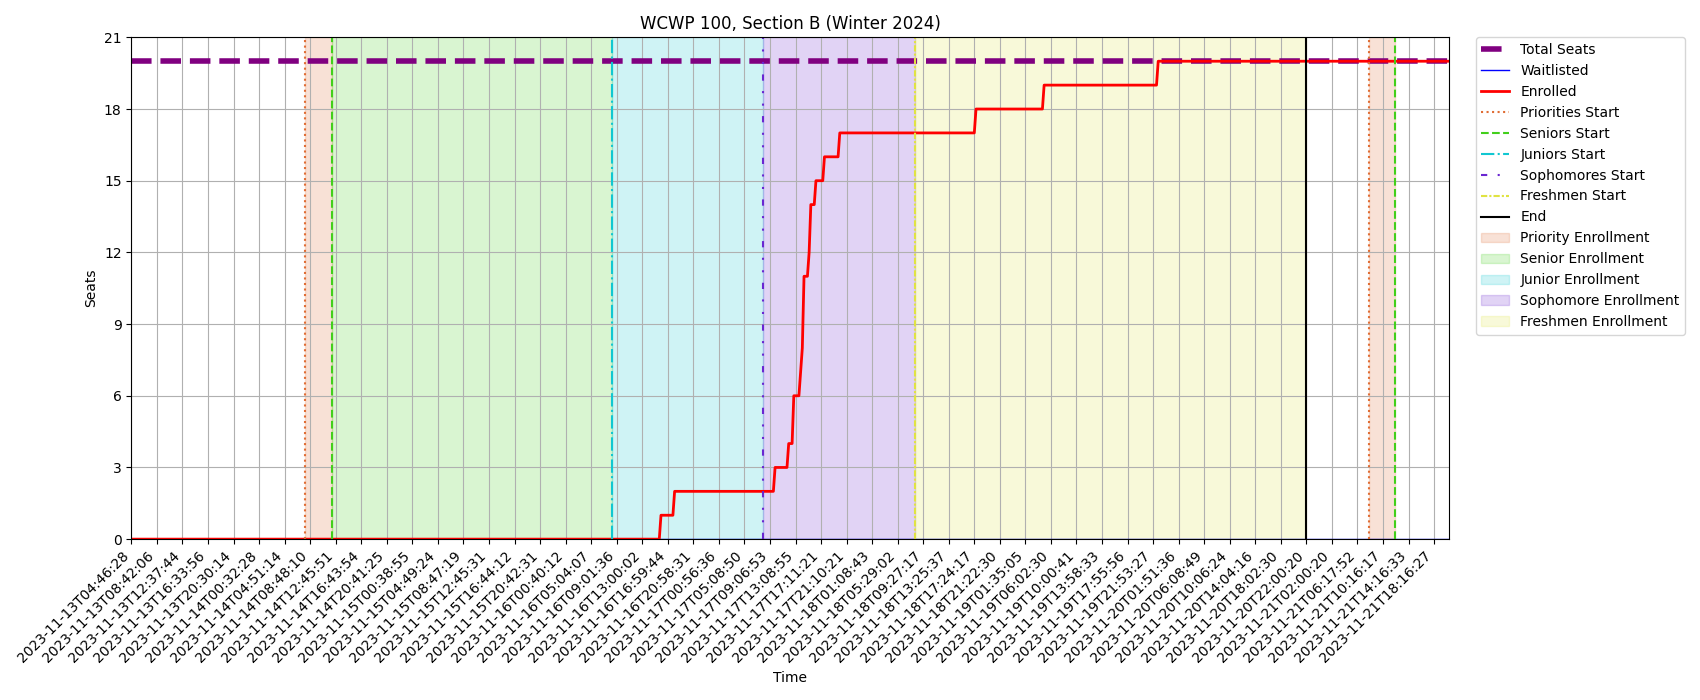 WCWP 100, Section B (Winter 2024)
21
18
15
12
9
6
3
0
Seats
2023-11-13T04:46:28
2023-11-13T08:42:06
2023-11-13T12:37:44
2023-11-13T16:33:56
2023-11-13T20:30:14
2023-11-14T00:32:28
2023-11-14T04:51:14
2023-11-14T08:48:10
2023-11-14T12:45:51
2023-11-14T16:43:54
2023-11-14T20:41:25
2023-11-15T00:38:55
2023-11-15T04:49:24
2023-11-15T08:47:19
2023-11-15T12:45:31
2023-11-15T16:44:12
2023-11-15T20:42:31
2023-11-16T00:40:12
2023-11-16T05:04:07
2023-11-16T09:01:36
2023-11-16T13:00:02
2023-11-16T16:59:44
2023-11-16T20:58:31
2023-11-17T00:56:36
2023-11-17T05:08:50
2023-11-17T09:06:53
2023-11-17T13:08:55
2023-11-17T17:11:21
2023-11-17T21:10:21
2023-11-18T01:08:43
2023-11-18T05:29:02
2023-11-18T09:27:17
2023-11-18T13:25:37
2023-11-18T17:24:17
2023-11-18T21:22:30
2023-11-19T01:35:05
2023-11-19T06:02:30
2023-11-19T10:00:41
2023-11-19T13:58:33
2023-11-19T17:55:56
2023-11-19T21:53:27
2023-11-20T01:51:36
2023-11-20T06:08:49
2023-11-20T10:06:24
2023-11-20T14:04:16
2023-11-20T18:02:30
2023-11-20T22:00:20
2023-11-21T02:00:20
2023-11-21T06:17:52
2023-11-21T10:16:17
2023-11-21T14:16:33
2023-11-21T18:16:27
Time
Total Seats
Waitlisted
Enrolled
Priorities Start
Seniors Start
Juniors Start
Sophomores Start
Freshmen Start
End
Priority Enrollment
Senior Enrollment
Junior Enrollment
Sophomore Enrollment
Freshmen Enrollment